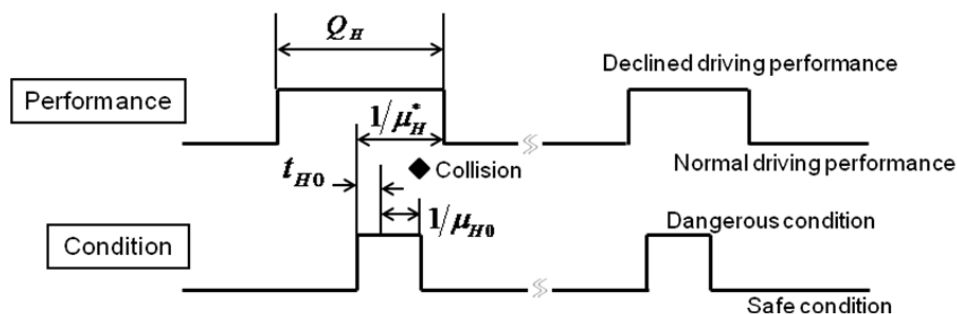 Q_H
Declined driving performance
Performance
1/μ*_H
Normal driving performance
t_H0
Collision
1/μ_H0
Dangerous condition
Condition
Safe condition